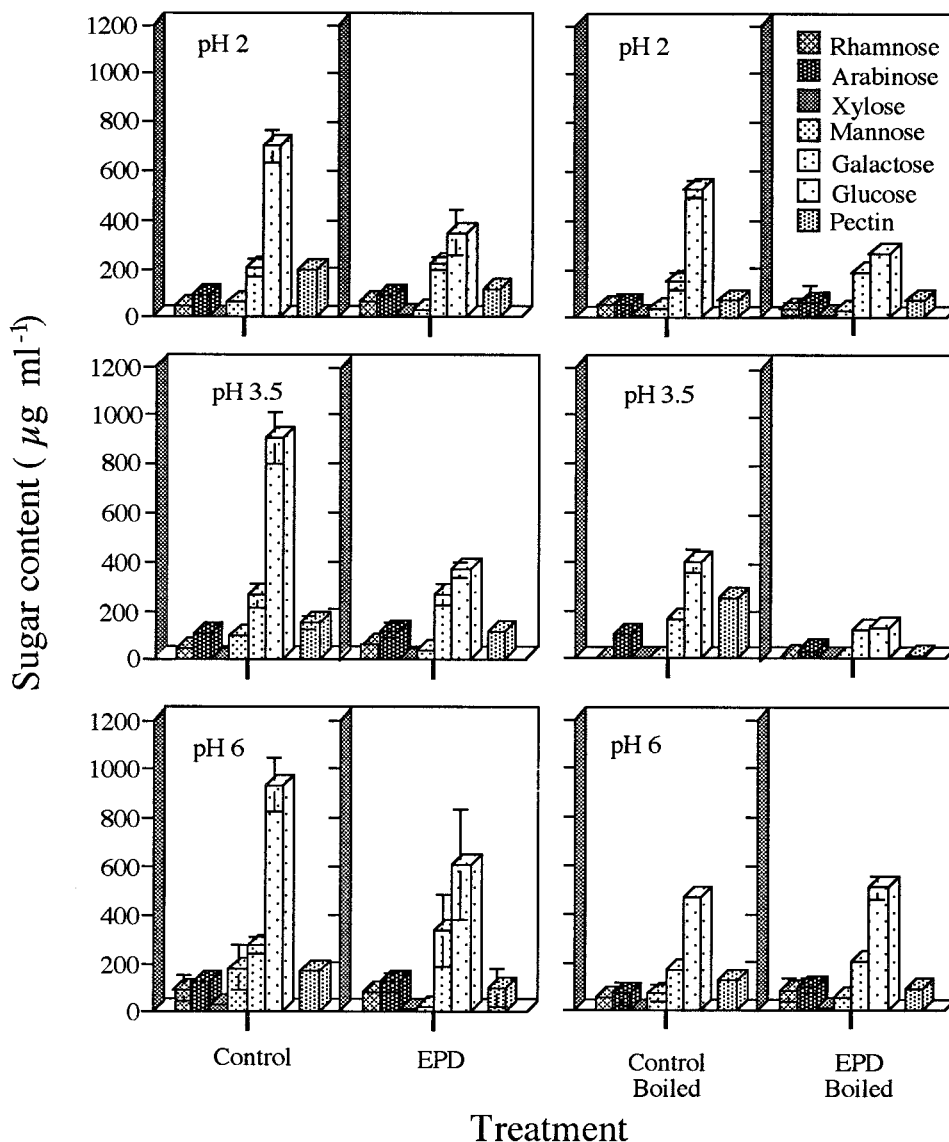 Sugar content ( µg ml-1)
1200
1000
800
600
400
200
0
pH 2
pH 2
Rhamnose
Arabinose
Xylose
Mannose
Galactose
Glucose
Pectin
1200
1000
800
600
400
200
0
pH 3.5
pH 3.5
1200
1000
800
600
400
200
0
pH 6
pH 6
Control
EPD
Control
Boiled
EPD
Boiled
Treatment